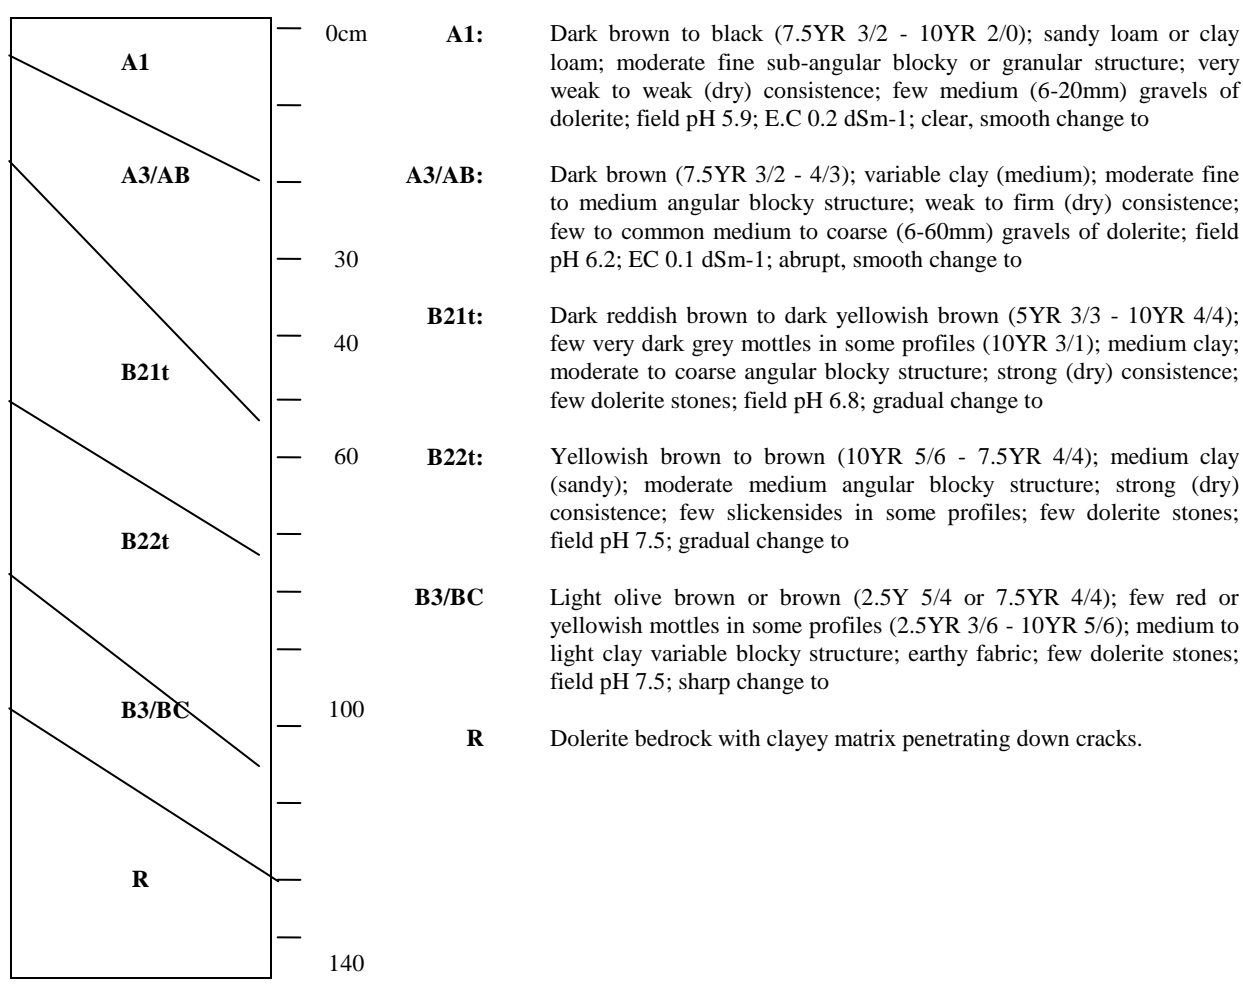 A1
A3/AB
B21t
B22t
B3/BC
R
0cm
30
40
60
100
140
A1: Dark brown to black (7.5YR 3/2 - 10YR 2/0); sandy loam or clay
loam; moderate fine sub-angular blocky or granular structure; very
weak to weak (dry) consistence; few medium (6-20mm) gravels of
dolerite; field pH 5.9; E.C 0.2 dSm-1; clear, smooth change to
A3/AB: Dark brown (7.5YR 3/2 - 4/3); variable clay (medium); moderate fine
to medium angular blocky structure; weak to firm (dry) consistence;
few to common medium to coarse (6-60mm) gravels of dolerite; field
pH 6.2; EC 0.1 dSm-1; abrupt, smooth change to
B21t: Dark reddish brown to dark yellowish brown (5YR 3/3 - 10YR 4/4);
few very dark grey mottles in some profiles (10YR 3/1); medium clay;
moderate to coarse angular blocky structure; strong (dry) consistence;
few dolerite stones; field pH 6.8; gradual change to
B22t: Yellowish brown to brown (10YR 5/6 - 7.5YR 4/4); medium clay
(sandy); moderate medium angular blocky structure; strong (dry)
consistence; few slickensides in some profiles; few dolerite stones;
field pH 7.5; gradual change to
B3/BC Light olive brown or brown (2.5Y 5/4 or 7.5YR 4/4); few red or
yellowish mottles in some profiles (2.5YR 3/6 - 10YR 5/6); medium to
light clay variable blocky structure; earthy fabric; few dolerite stones;
field pH 7.5; sharp change to
R Dolerite bedrock with clayey matrix penetrating down cracks.